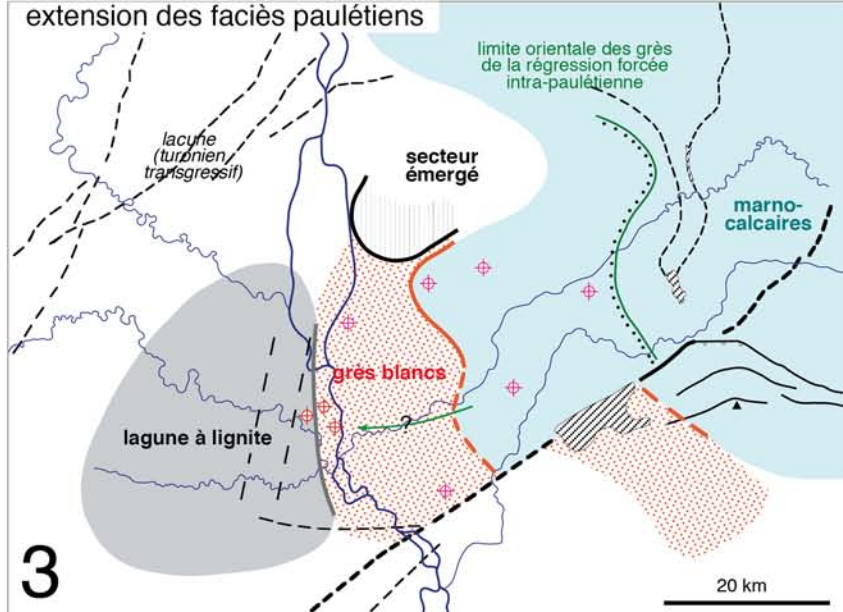 extension des faciès paulétiens
limite orientale des grès
de la régression forcée
intra-paulétienne
lacune
(turonien
transgressif)
secteur
émergé
marno-
calcaires
grès blancs
?
lagune à lignite
3
20 km